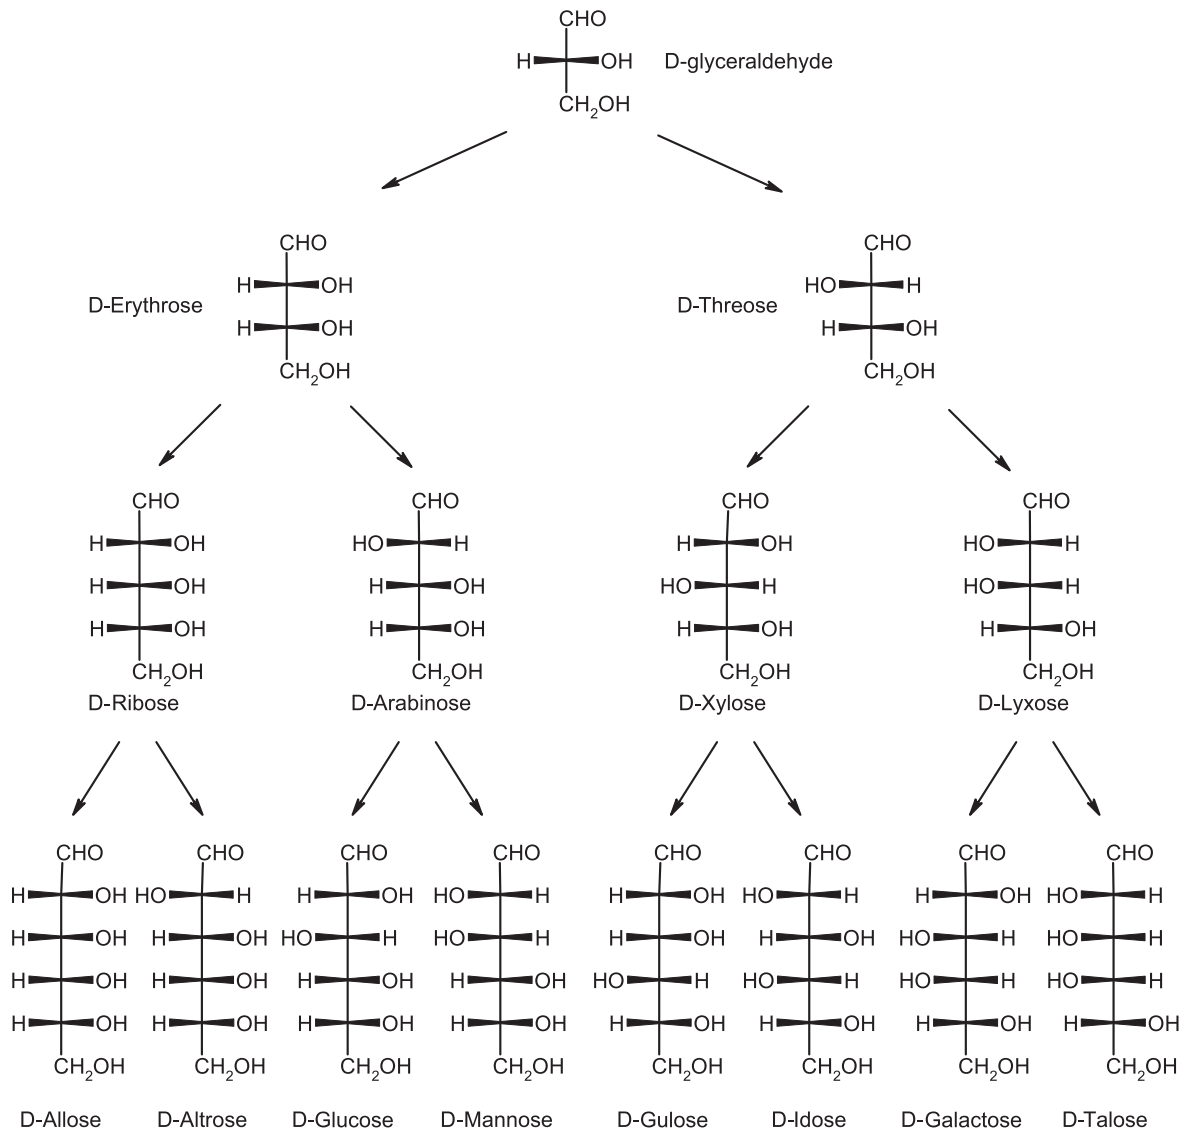 CHO
H OH D-glyceraldehyde
CH2OH
CHO CHO
H OH HO H
D-Erythrose D-Threose
H OH H OH
CH2OH CH2OH
CHO CHO CHO CHO
H OH HO H H OH HO H
H OH H OH HO H HO H
H OH H OH H OH H OH
CH2OH CH2OH CH2OH CH2OH
D-Ribose D-Arabinose D-Xylose D-Lyxose
CHO CHO CHO CHO CHO CHO CHO CHO
H OH HO H H OH HO H H OH HO H H OH HO H
H OH H OH HO H HO H H OH H OH HO H HO H
H OH H OH H OH H OH HO H HO H HO H HO H
H OH H OH H OH H OH H OH H OH H OH H OH
CH2OH CH2OH CH2OH CH2OH CH2OH CH2OH CH2OH CH2OH
D-Allose D-Altrose D-Glucose D-Mannose D-Gulose D-Idose D-Galactose D-Talose